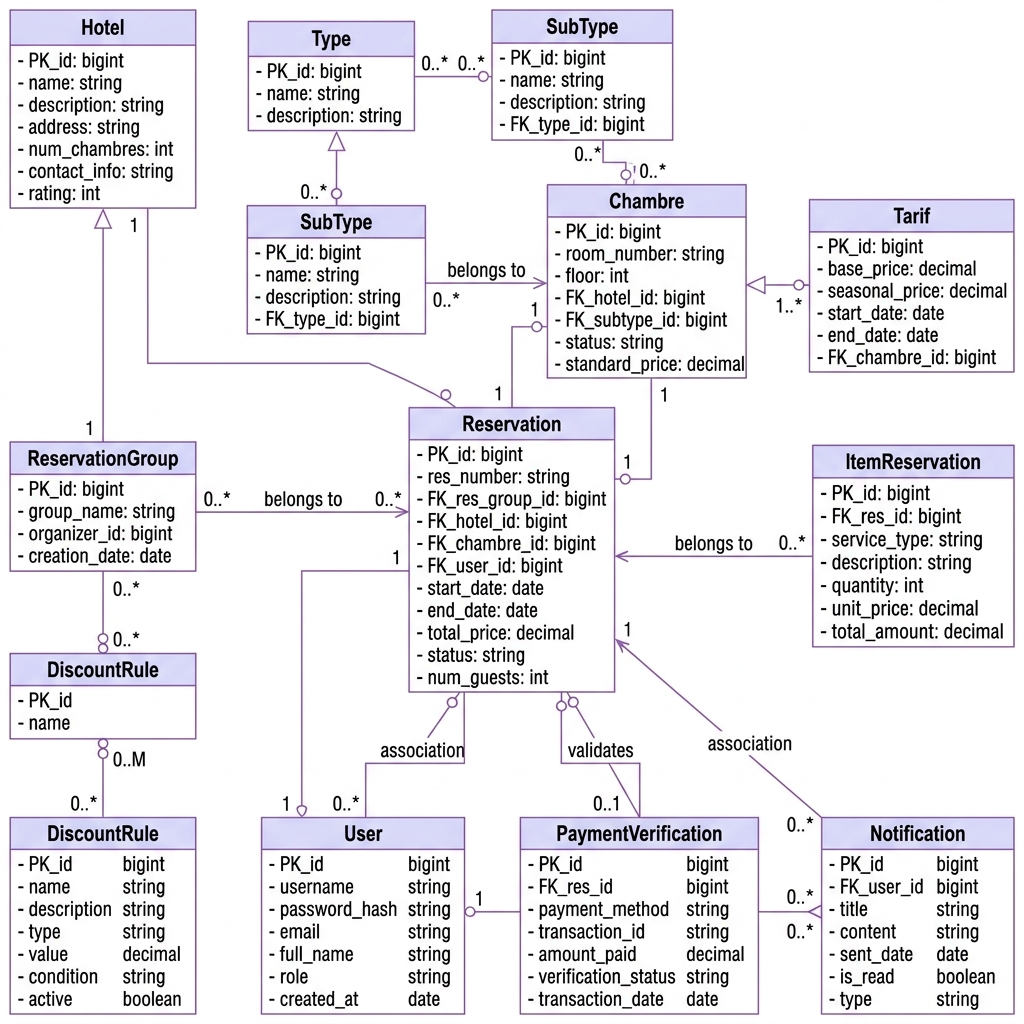 Hotel
- PK_id: bigint
- name: string
- description: string
- address: string
- num_chambres: int
- contact_info: string
- rating: int
Type
- PK_id: bigint
- name: string
- description: string
0..* 0..*
SubType
- PK_id: bigint
- name: string
- description: string
- FK_type_id: bigint
0..*
0..*
0..*
SubType
- PK_id: bigint
- name: string
- description: string
- FK_type_id: bigint
belongs to
0..*
Chambre
- PK_id: bigint
- room_number: string
- floor: int
- FK_hotel_id: bigint
- FK_subtype_id: bigint
- status: string
- standard_price: decimal
Tarif
- PK_id: bigint
- base_price: decimal
- seasonal_price: decimal
- start_date: date
- end_date: date
- FK_chambre_id: bigint
1..*
1
1
1
1
1
1
ReservationGroup
- PK_id: bigint
- group_name: string
- organizer_id: bigint
- creation_date: date
0..* belongs to 0..*
Reservation
- PK_id: bigint
- res_number: string
- FK_res_group_id: bigint
- FK_hotel_id: bigint
- FK_chambre_id: bigint
- FK_user_id: bigint
- start_date: date
- end_date: date
- total_price: decimal
- status: string
- num_guests: int
ItemReservation
- PK_id: bigint
- FK_res_id: bigint
- service_type: string
- description: string
- quantity: int
- unit_price: decimal
- total_amount: decimal
belongs to 0..*
1
1
0..*
0..*
DiscountRule
- PK_id
- name
0..M
0..*
association
validates
association
1
0..*
0..1
0..*
DiscountRule
- PK_id bigint
- name string
- description string
- type string
- value decimal
- condition string
- active boolean
User
- PK_id bigint
- username string
- password_hash string
- email string
- full_name string
- role string
- created_at date
1
PaymentVerification
- PK_id bigint
- FK_res_id bigint
- payment_method string
- transaction_id string
- amount_paid decimal
- verification_status string
- transaction_date date
0..*
0..*
Notification
- PK_id bigint
- FK_user_id bigint
- title string
- content string
- sent_date date
- is_read boolean
- type string